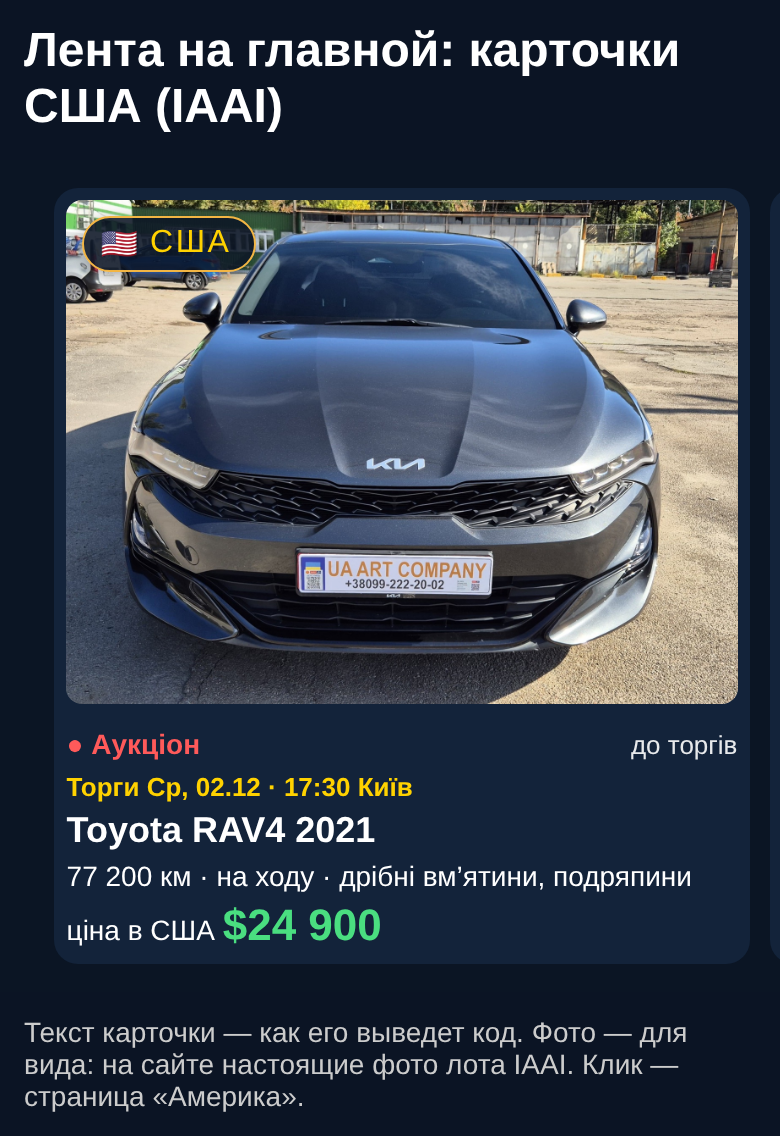 Лента на главной: карточки
США (IAAI)
🇺🇸 США
KIA
UA ART COMPANY
+38099-222-20-02
● Аукціон
до торгів
Торги Ср, 02.12 · 17:30 Київ
Toyota RAV4 2021
77 200 км · на ходу · дрібні вм’ятини, подряпини
ціна в США $24 900
Текст карточки — как его выведет код. Фото — для
вида: на сайте настоящие фото лота IAAI. Клик —
страница «Америка».